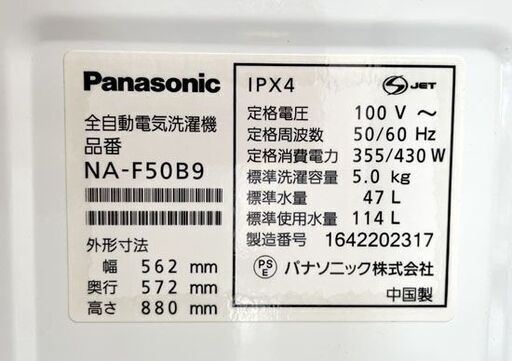 Panasonic
全自動電気洗濯機
品番
NA-F50B9
外形寸法
幅 562 mm
奥行 572 mm
高さ 880 mm
IPX4
S JET
定格電圧 100 V ～
定格周波数 50/60 Hz
定格消費電力 355/430 W
標準洗濯容量 5.0 kg
標準水量 47 L
標準使用水量 114 L
製造番号 1642202317
PS E パナソニック株式会社
中国製